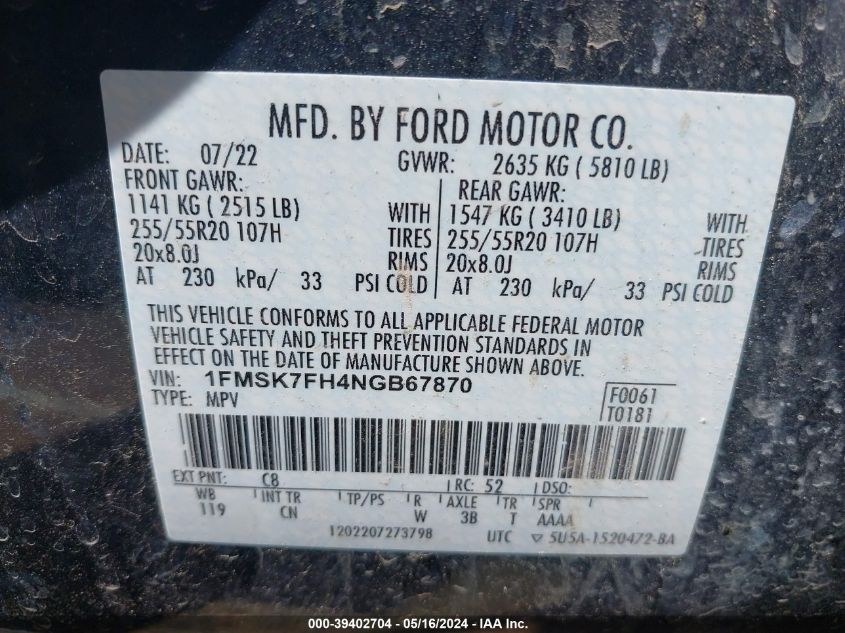 MFD. BY FORD MOTOR CO.
DATE: 07/22 GVWR: 2635 KG ( 5810 LB)
FRONT GAWR: REAR GAWR:
1141 KG ( 2515 LB) WITH 1547 KG ( 3410 LB) WITH
255/55R20 107H TIRES 255/55R20 107H TIRES
20x8.0J RIMS 20x8.0J RIMS
AT 230 kPa/ 33 PSI COLD AT 230 kPa/ 33 PSI COLD
THIS VEHICLE CONFORMS TO ALL APPLICABLE FEDERAL MOTOR
VEHICLE SAFETY AND THEFT PREVENTION STANDARDS IN
EFFECT ON THE DATE OF MANUFACTURE SHOWN ABOVE.
VIN: 1FMSK7FH4NGB67870
TYPE: MPV
F0061
T0181
EXT PNT: C8 RC: 52 DSO:
WB INT TR TP/PS R AXLE TR SPR
119 CN W 3B T AAAA
1202207273798 UTC ▽ 5U5A-1520472-BA
000-39402704 - 05/16/2024 - IAA Inc.